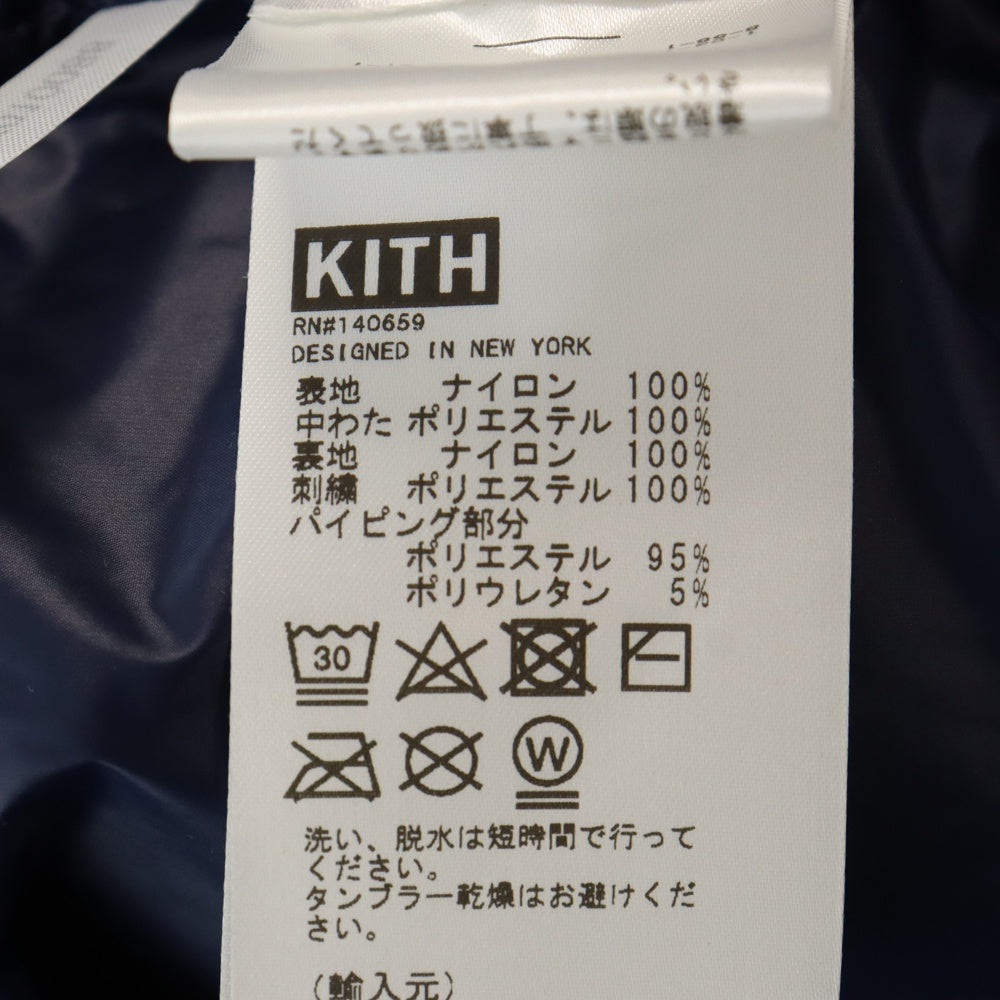 KITH
RN#140659
DESIGNED IN NEW YORK
表地 ナイロン 100%
中わた ポリエステル 100%
裏地 ナイロン 100%
刺繍 ポリエステル 100%
パイピング部分
ポリエステル 95%
ポリウレタン 5%
30
W
洗い、脱水は短時間で行って
ください。
タンブラー乾燥はお避けくだ
さい。
(輸入元)